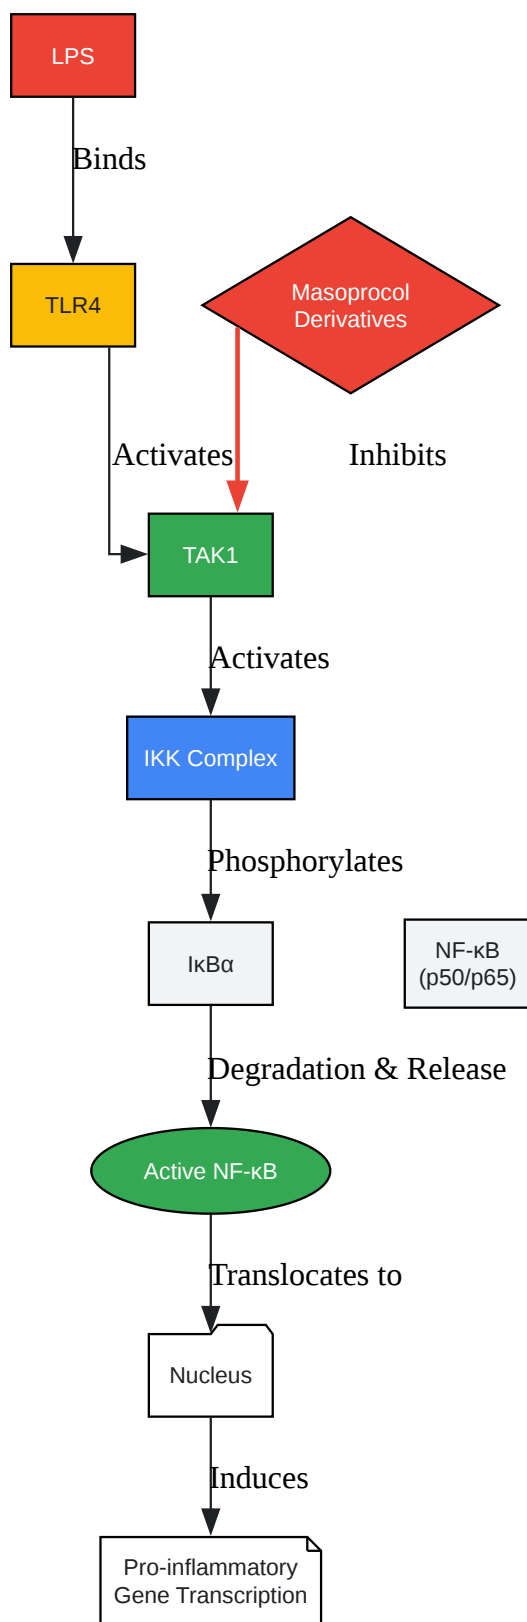 LPS
Binds
TLR4
Masoprocol
Derivatives
Activates
Inhibits
TAK1
Activates
IKK Complex
Phosphorylates
IκBα
NF-κB
(p50/p65)
Degradation & Release
Active NF-κB
Translocates to
Nucleus
Induces
Pro-inflammatory
Gene Transcription